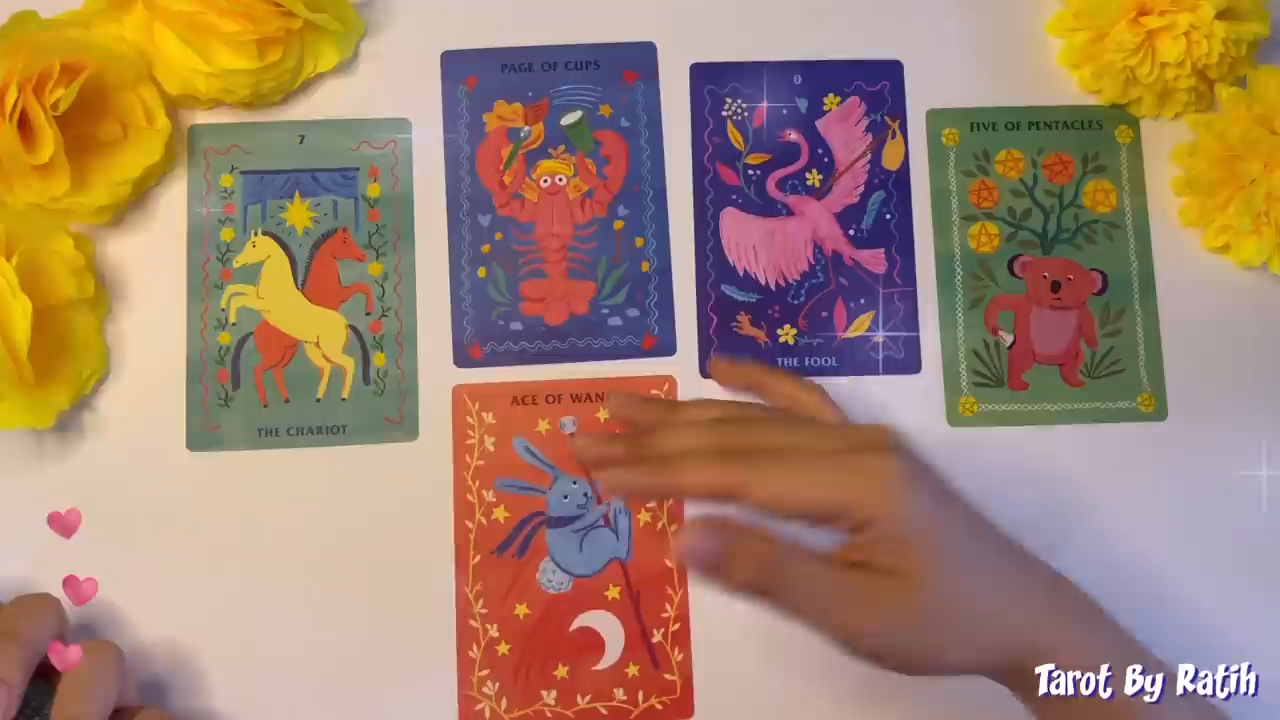 7
THE CHARIOT
PAGE OF CUPS
0
THE FOOL
FIVE OF PENTACLES
ACE OF WAN
Tarot By Ratih